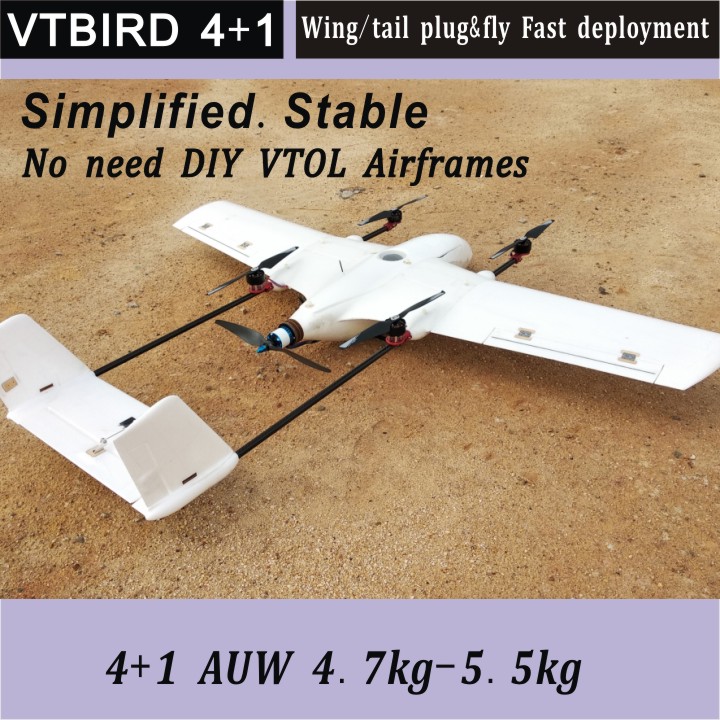 VTBIRD 4+1
Wing/tail plug&fly Fast deployment
Simplified. Stable
No need DIY VTOL Airframes
4+1 AUW 4.7kg-5.5kg